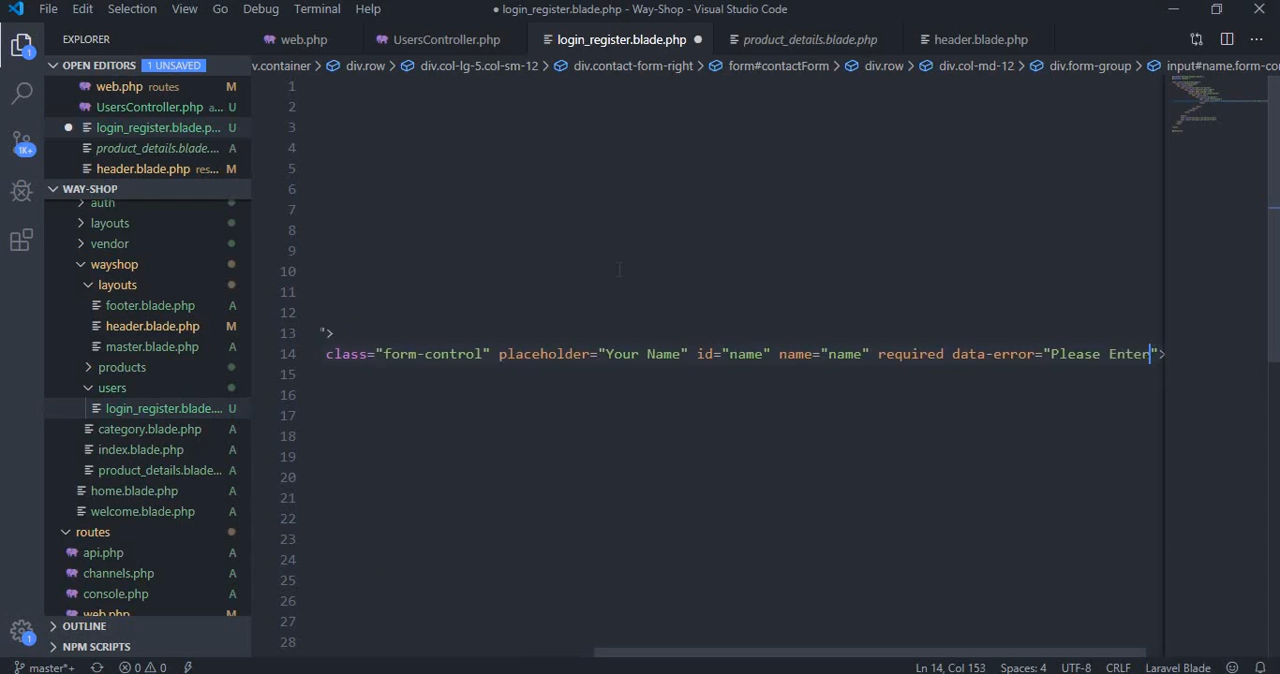 File Edit Selection View Go Debug Terminal Help ● login_register.blade.php - Way-Shop - Visual Studio Code
EXPLORER
web.php UsersController.php login_register.blade.php product_details.blade.php header.blade.php
OPEN EDITORS 1 UNSAVED
v.container > div.row > div.col-lg-5.col-sm-12 > div.contact-form-right > form#contactForm > div.row > div.col-md-12 > div.form-group > input#name.form-co
web.php routes M
UsersController.php a... U
login_register.blade.p... U
product_details.blade.... A
header.blade.php res... M
WAY-SHOP
auth
layouts
vendor
wayshop
layouts
footer.blade.php A
header.blade.php M
master.blade.php A
products
users
login_register.blade.... U
category.blade.php A
index.blade.php A
product_details.blade... A
home.blade.php A
welcome.blade.php A
routes
api.php A
channels.php A
console.php A
web.php M
OUTLINE
NPM SCRIPTS
1
1K+
1
1
2
3
4
5
6
7
8
9
10
11
12
13 ">
14 class="form-control" placeholder="Your Name" id="name" name="name" required data-error="Please Enter">
15
16
17
18
19
20
21
22
23
24
25
26
27
28
master*+ 0 0 Ln 14, Col 153 Spaces: 4 UTF-8 CRLF Laravel Blade